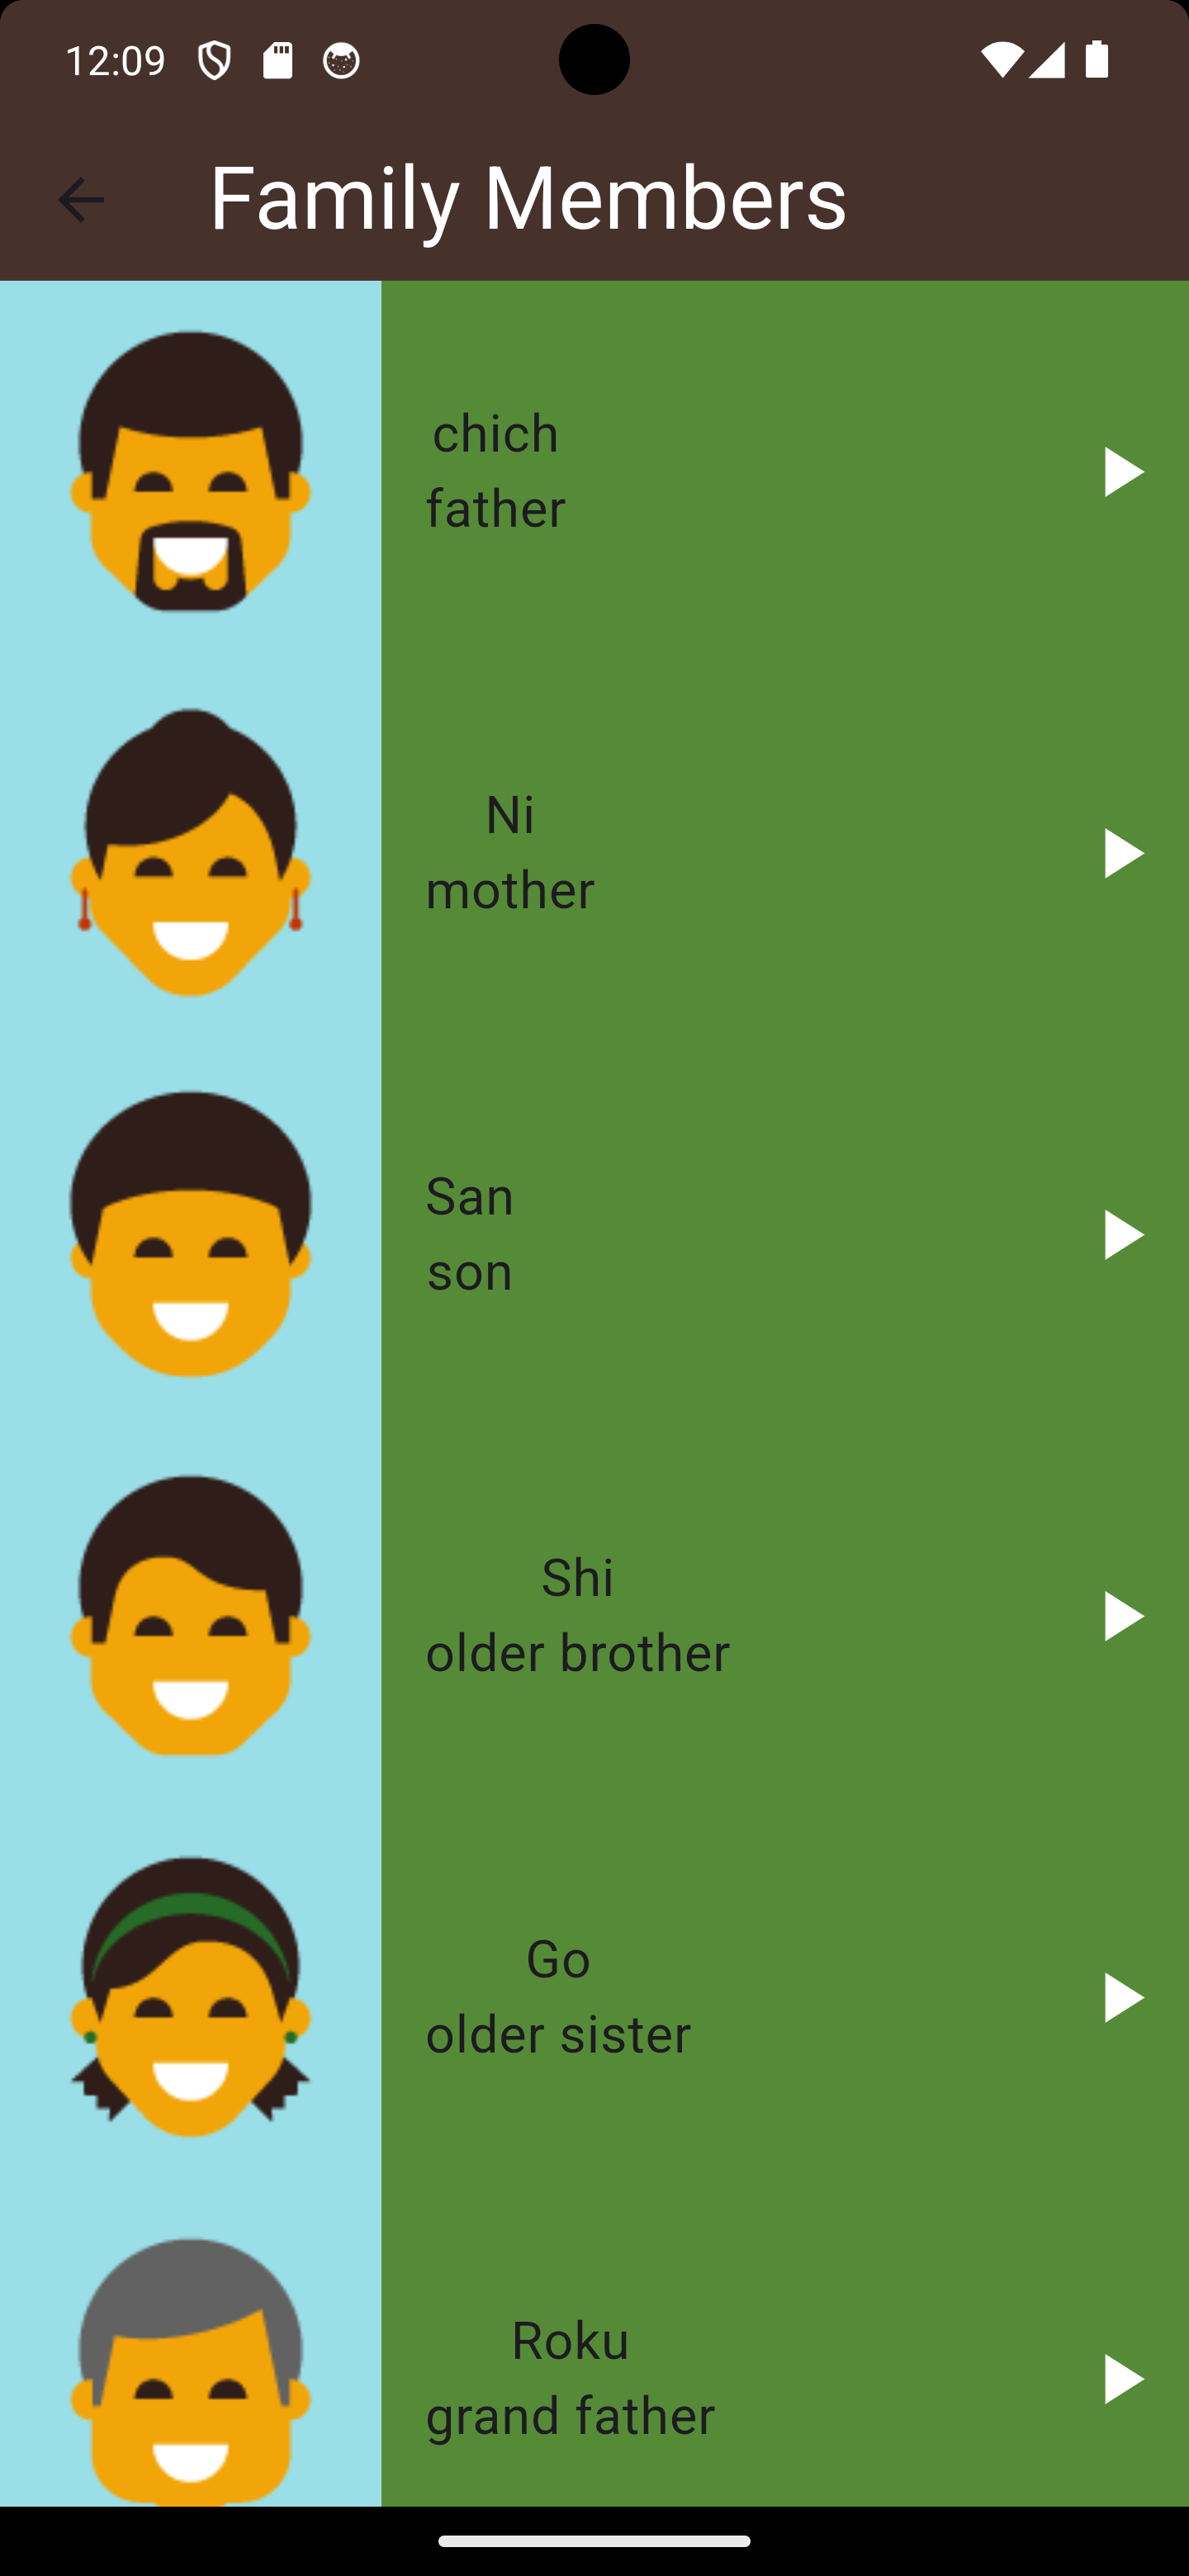 12:09
Family Members
chich
father
Ni
mother
San
son
Shi
older brother
Go
older sister
Roku
grand father